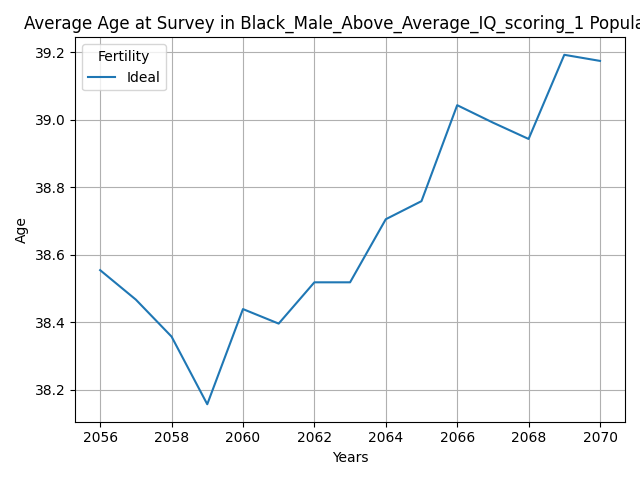 Average Age at Survey in Black_Male_Above_Average_IQ_scoring_1 Popula
39.2
39.0
38.8
38.6
38.4
38.2
Age
Fertility
Ideal
2056 2058 2060 2062 2064 2066 2068 2070
Years